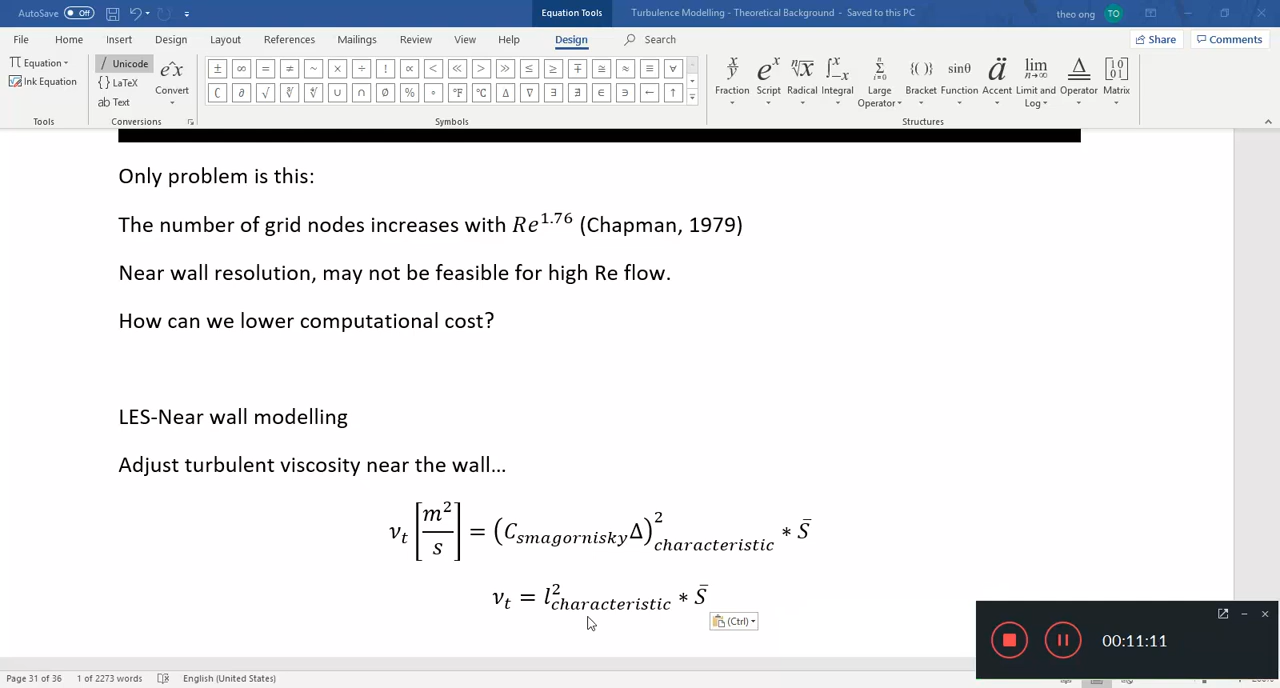 AutoSave Off Equation Tools Turbulence Modelling - Theoretical Background - Saved to this PC theo ong TO
File Home Insert Design Layout References Mailings Review View Help Design Search Share Comments
π Equation
Ink Equation
Tools
Unicode
LaTeX
ab Text
e^x
Convert
Conversions
± ∞ = ≠ ~ × ÷ ! ∝ < ≪ > ≫ ≤ ≥ ∓ ≅ ≈ ≡ ∀
∁ ∂ √ ∛ ∜ ∪ ∩ ∅ % ° °F °C ∆ ∇ ∃ ∄ ∈ ∋ ← ↑
Symbols
Fraction Script Radical Integral Large Operator Bracket Function Accent Limit and Log Operator Matrix
Structures
Only problem is this:
The number of grid nodes increases with Re^1.76 (Chapman, 1979)
Near wall resolution, may not be feasible for high Re flow.
How can we lower computational cost?
LES-Near wall modelling
Adjust turbulent viscosity near the wall…
ν_t [m²/s] = (C_smagornisky Δ)²_characteristic * S̄
ν_t = l²_characteristic * S̄
(Ctrl)
00:11:11
Page 31 of 36 1 of 2273 words English (United States)